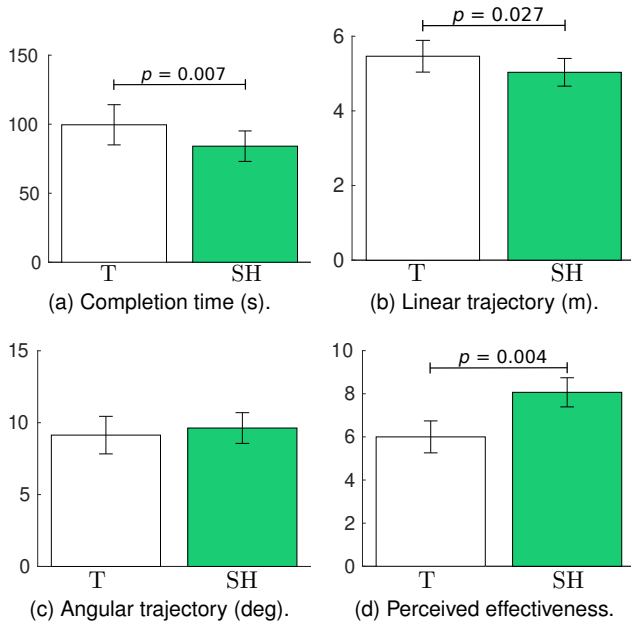 150
p = 0.007
100
50
0
T SH
(a) Completion time (s).
6
p = 0.027
4
2
0
T SH
(b) Linear trajectory (m).
15
10
5
0
T SH
(c) Angular trajectory (deg).
10
p = 0.004
8
6
4
2
0
T SH
(d) Perceived effectiveness.